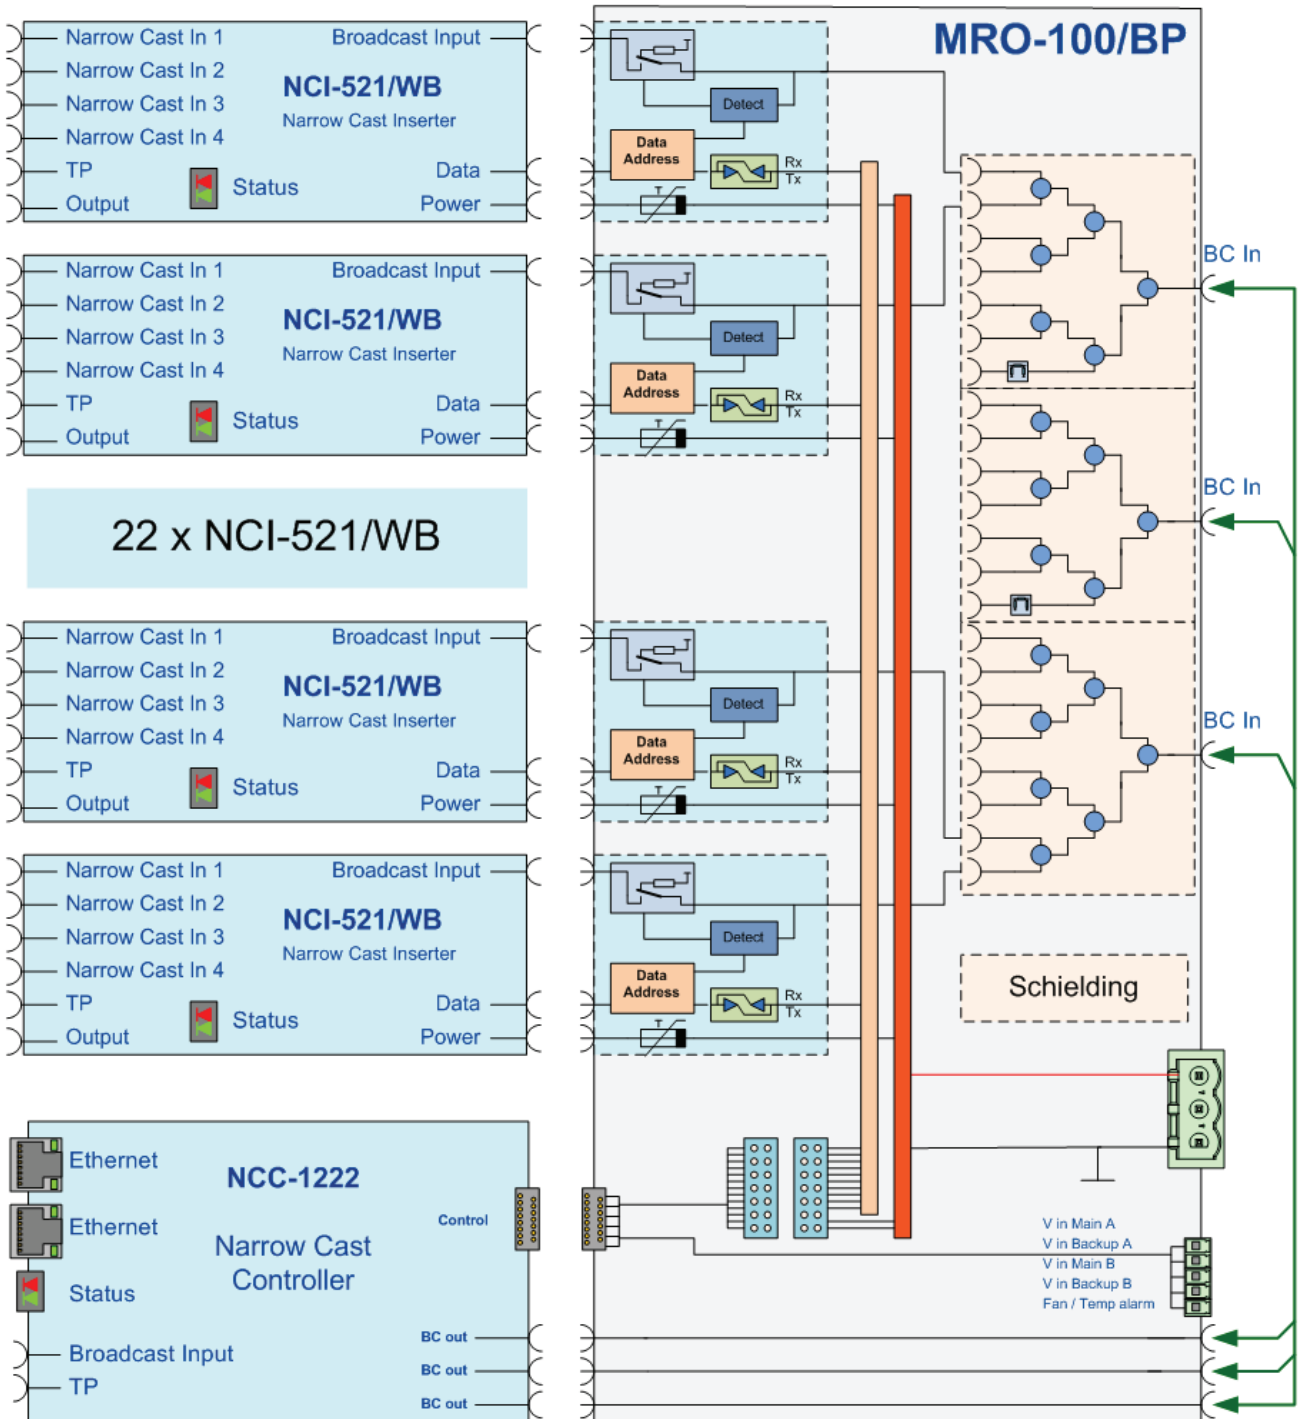 MRO-100/BP
Narrow Cast In 1
Broadcast Input
Narrow Cast In 2
NCI-521/WB
Narrow Cast In 3
Narrow Cast Inserter
Narrow Cast In 4
TP
Data
Status
Output
Power
Detect
Data
Address
Rx
Tx
BC In
Narrow Cast In 1
Broadcast Input
Narrow Cast In 2
NCI-521/WB
Narrow Cast In 3
Narrow Cast Inserter
Narrow Cast In 4
TP
Data
Status
Output
Power
Detect
Data
Address
Rx
Tx
BC In
22 x NCI-521/WB
Narrow Cast In 1
Broadcast Input
Narrow Cast In 2
NCI-521/WB
Narrow Cast In 3
Narrow Cast Inserter
Narrow Cast In 4
TP
Data
Status
Output
Power
Detect
Data
Address
Rx
Tx
BC In
Narrow Cast In 1
Broadcast Input
Narrow Cast In 2
NCI-521/WB
Narrow Cast In 3
Narrow Cast Inserter
Narrow Cast In 4
TP
Data
Status
Output
Power
Detect
Data
Address
Rx
Tx
Schielding
Ethernet
NCC-1222
Control
Ethernet
Narrow Cast
Controller
Status
Broadcast Input
TP
BC out
BC out
BC out
V in Main A
V in Backup A
V in Main B
V in Backup B
Fan / Temp alarm